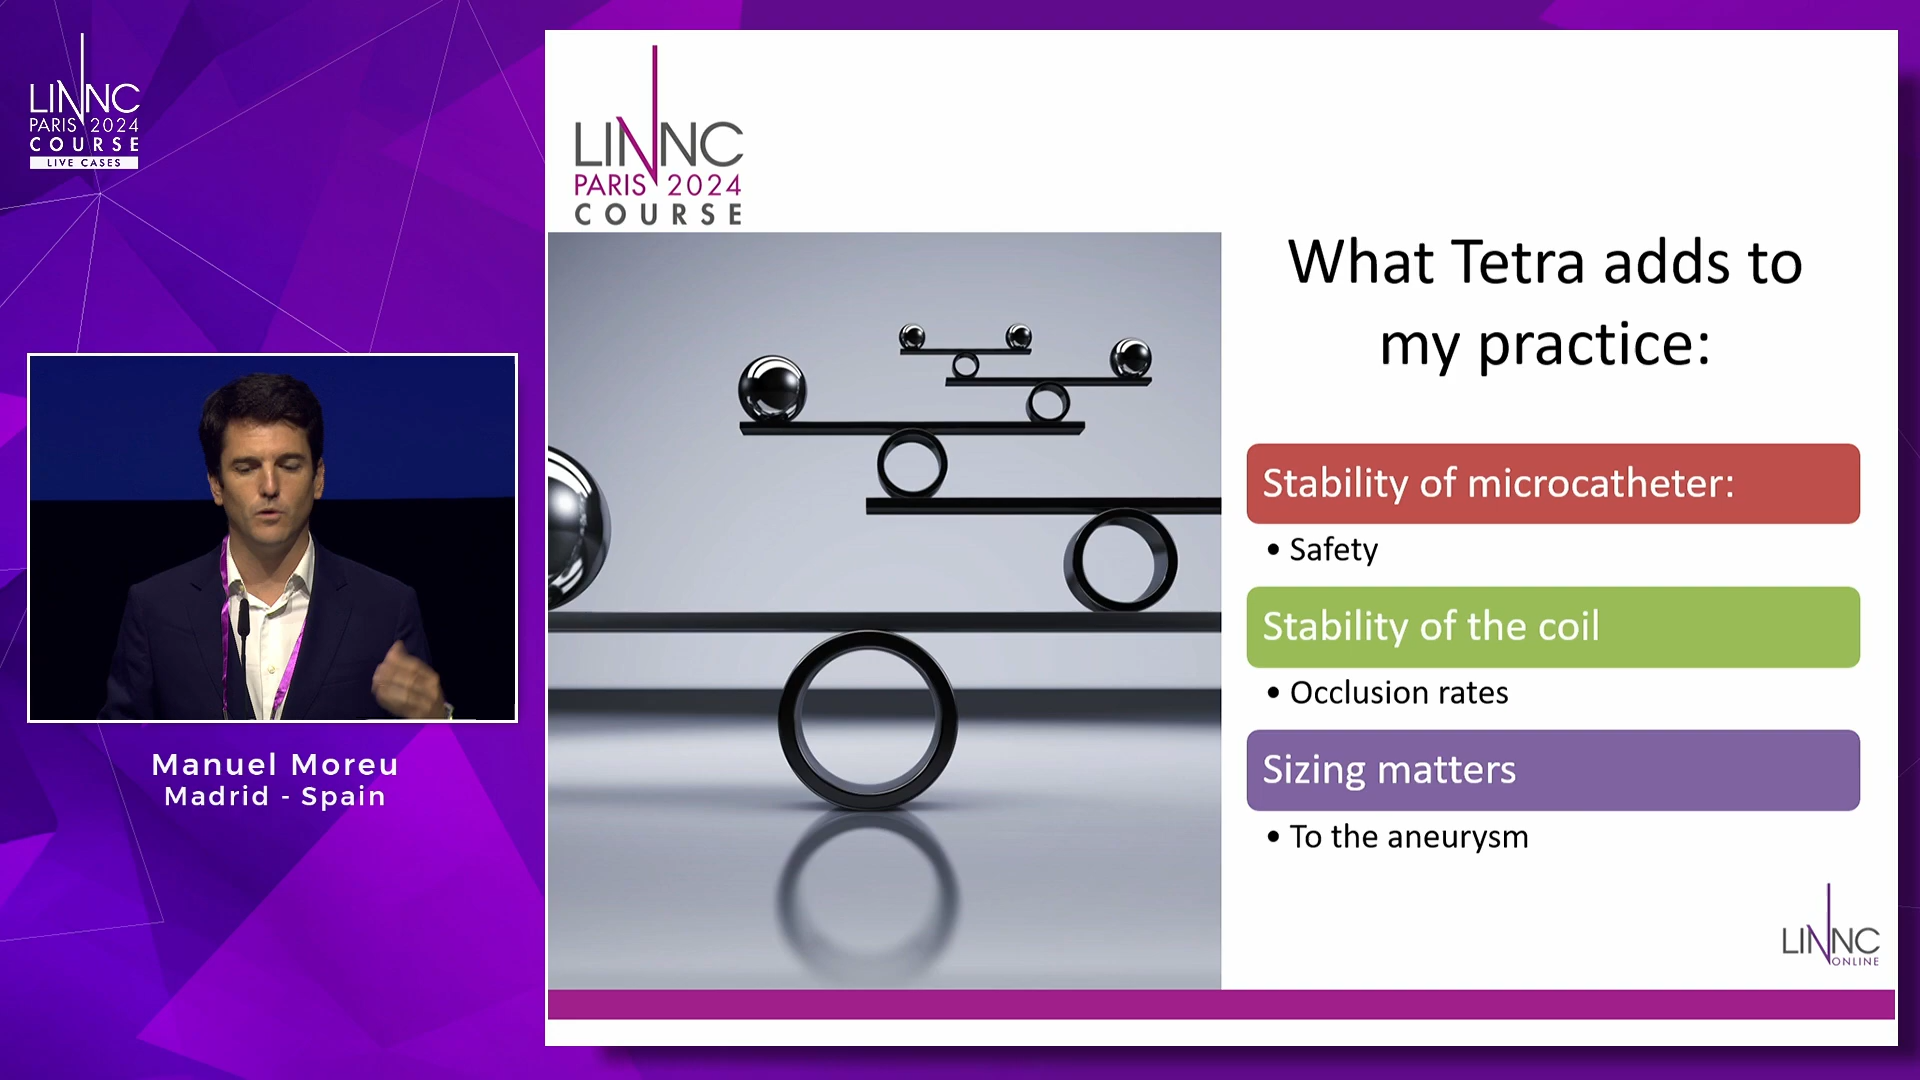 LINNC
PARIS 2024
COURSE
LIVE CASES
Manuel Moreu
Madrid - Spain
LINNC
PARIS 2024
COURSE
What Tetra adds to
my practice:
Stability of microcatheter:
• Safety
Stability of the coil
• Occlusion rates
Sizing matters
• To the aneurysm
LINNC
ONLINE